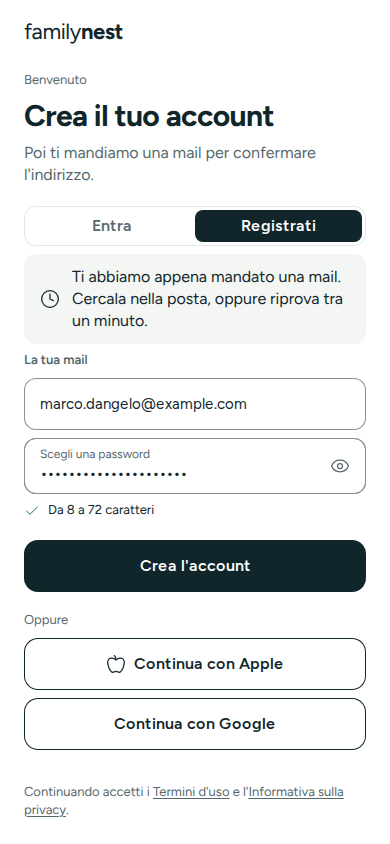 familynest
Benvenuto
Crea il tuo account
Poi ti mandiamo una mail per confermare
l'indirizzo.
Entra
Registrati
Ti abbiamo appena mandato una mail.
Cercala nella posta, oppure riprova tra
un minuto.
La tua mail
marco.dangelo@example.com
Scegli una password
•••••••••••••••••••••
Da 8 a 72 caratteri
Crea l'account
Oppure
Continua con Apple
Continua con Google
Continuando accetti i Termini d'uso e l'Informativa sulla
privacy.